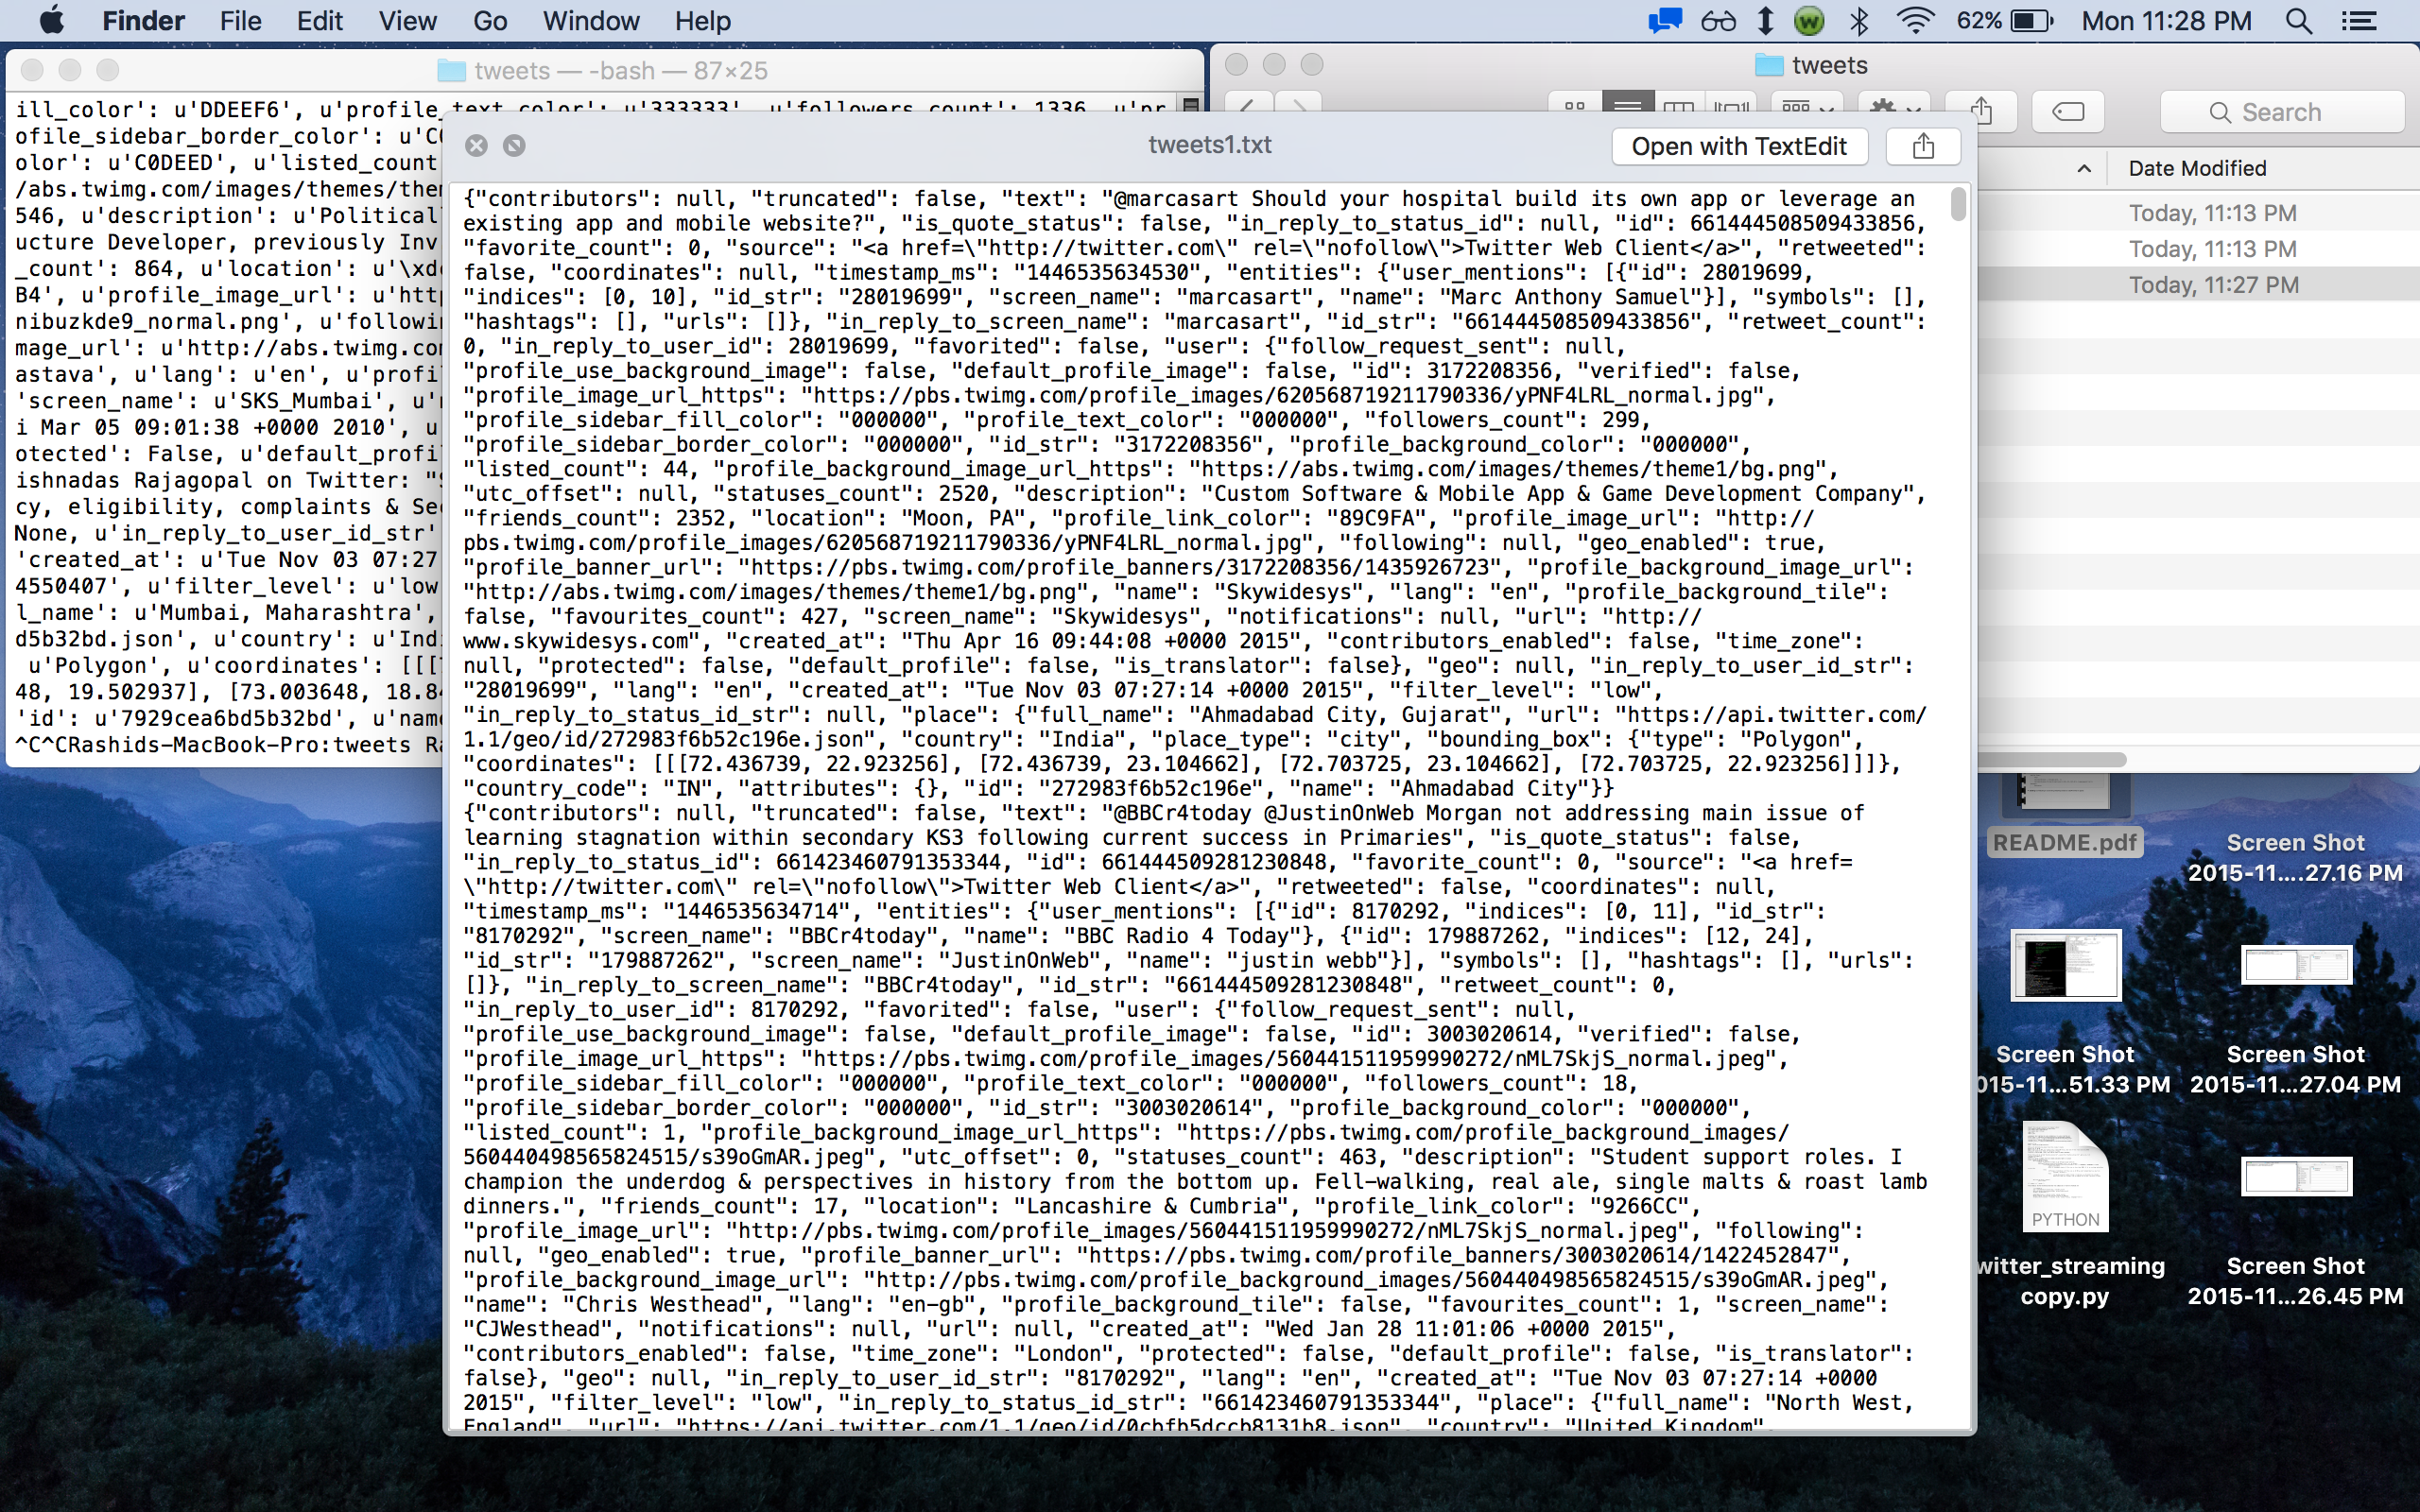 Finder File Edit View Go Window Help
62% Mon 11:28 PM
tweets — -bash — 87×25
ill_color': u'DDEEF6', u'profile_text_color': u'333333', u'followers_count': 1336, u'pr
ofile_sidebar_border_color': u'C0
olor': u'C0DEED', u'listed_count'
/abs.twimg.com/images/themes/them
546, u'description': u'Political
ucture Developer, previously Inv
_count': 864, u'location': u'\xd
B4', u'profile_image_url': u'htt
nibuzkde9_normal.png', u'followi
mage_url': u'http://abs.twimg.co
astava', u'lang': u'en', u'profi
'screen_name': u'SKS_Mumbai', u'
i Mar 05 09:01:38 +0000 2010', u
otected': False, u'default_profi
ishnadas Rajagopal on Twitter: "
cy, eligibility, complaints & Se
None, u'in_reply_to_user_id_str'
'created_at': u'Tue Nov 03 07:27
4550407', u'filter_level': u'low
l_name': u'Mumbai, Maharashtra',
d5b32bd.json', u'country': u'Ind
u'Polygon', u'coordinates': [[[
48, 19.502937], [73.003648, 18.84
'id': u'7929cea6bd5b32bd', u'nam
^C^CRashids-MacBook-Pro:tweets R
tweets
Search
Date Modified
Today, 11:13 PM
Today, 11:13 PM
Today, 11:27 PM
tweets1.txt
Open with TextEdit
{"contributors": null, "truncated": false, "text": "@marcasart Should your hospital build its own app or leverage an
existing app and mobile website?", "is_quote_status": false, "in_reply_to_status_id": null, "id": 661444508509433856,
"favorite_count": 0, "source": "<a href=\"http://twitter.com\" rel=\"nofollow\">Twitter Web Client</a>", "retweeted":
false, "coordinates": null, "timestamp_ms": "1446535634530", "entities": {"user_mentions": [{"id": 28019699,
"indices": [0, 10], "id_str": "28019699", "screen_name": "marcasart", "name": "Marc Anthony Samuel"}], "symbols": [],
"hashtags": [], "urls": []}, "in_reply_to_screen_name": "marcasart", "id_str": "661444508509433856", "retweet_count":
0, "in_reply_to_user_id": 28019699, "favorited": false, "user": {"follow_request_sent": null,
"profile_use_background_image": false, "default_profile_image": false, "id": 3172208356, "verified": false,
"profile_image_url_https": "https://pbs.twimg.com/profile_images/620568719211790336/yPNF4LRL_normal.jpg",
"profile_sidebar_fill_color": "000000", "profile_text_color": "000000", "followers_count": 299,
"profile_sidebar_border_color": "000000", "id_str": "3172208356", "profile_background_color": "000000",
"listed_count": 44, "profile_background_image_url_https": "https://abs.twimg.com/images/themes/theme1/bg.png",
"utc_offset": null, "statuses_count": 2520, "description": "Custom Software & Mobile App & Game Development Company",
"friends_count": 2352, "location": "Moon, PA", "profile_link_color": "89C9FA", "profile_image_url": "http://
pbs.twimg.com/profile_images/620568719211790336/yPNF4LRL_normal.jpg", "following": null, "geo_enabled": true,
"profile_banner_url": "https://pbs.twimg.com/profile_banners/3172208356/1435926723", "profile_background_image_url":
"http://abs.twimg.com/images/themes/theme1/bg.png", "name": "Skywidesys", "lang": "en", "profile_background_tile":
false, "favourites_count": 427, "screen_name": "Skywidesys", "notifications": null, "url": "http://
www.skywidesys.com", "created_at": "Thu Apr 16 09:44:08 +0000 2015", "contributors_enabled": false, "time_zone":
null, "protected": false, "default_profile": false, "is_translator": false}, "geo": null, "in_reply_to_user_id_str":
"28019699", "lang": "en", "created_at": "Tue Nov 03 07:27:14 +0000 2015", "filter_level": "low",
"in_reply_to_status_id_str": null, "place": {"full_name": "Ahmadabad City, Gujarat", "url": "https://api.twitter.com/
1.1/geo/id/272983f6b52c196e.json", "country": "India", "place_type": "city", "bounding_box": {"type": "Polygon",
"coordinates": [[[72.436739, 22.923256], [72.436739, 23.104662], [72.703725, 23.104662], [72.703725, 22.923256]]]},
"country_code": "IN", "attributes": {}, "id": "272983f6b52c196e", "name": "Ahmadabad City"}}
{"contributors": null, "truncated": false, "text": "@BBCr4today @JustinOnWeb Morgan not addressing main issue of
learning stagnation within secondary KS3 following current success in Primaries", "is_quote_status": false,
"in_reply_to_status_id": 661423460791353344, "id": 661444509281230848, "favorite_count": 0, "source": "<a href=
\"http://twitter.com\" rel=\"nofollow\">Twitter Web Client</a>", "retweeted": false, "coordinates": null,
"timestamp_ms": "1446535634714", "entities": {"user_mentions": [{"id": 8170292, "indices": [0, 11], "id_str":
"8170292", "screen_name": "BBCr4today", "name": "BBC Radio 4 Today"}, {"id": 179887262, "indices": [12, 24],
"id_str": "179887262", "screen_name": "JustinOnWeb", "name": "justin webb"}], "symbols": [], "hashtags": [], "urls":
[]}, "in_reply_to_screen_name": "BBCr4today", "id_str": "661444509281230848", "retweet_count": 0,
"in_reply_to_user_id": 8170292, "favorited": false, "user": {"follow_request_sent": null,
"profile_use_background_image": false, "default_profile_image": false, "id": 3003020614, "verified": false,
"profile_image_url_https": "https://pbs.twimg.com/profile_images/560441511959990272/nML7SkjS_normal.jpeg",
"profile_sidebar_fill_color": "000000", "profile_text_color": "000000", "followers_count": 18,
"profile_sidebar_border_color": "000000", "id_str": "3003020614", "profile_background_color": "000000",
"listed_count": 1, "profile_background_image_url_https": "https://pbs.twimg.com/profile_background_images/
560440498565824515/s39oGmAR.jpeg", "utc_offset": 0, "statuses_count": 463, "description": "Student support roles. I
champion the underdog & perspectives in history from the bottom up. Fell-walking, real ale, single malts & roast lamb
dinners.", "friends_count": 17, "location": "Lancashire & Cumbria", "profile_link_color": "9266CC",
"profile_image_url": "http://pbs.twimg.com/profile_images/560441511959990272/nML7SkjS_normal.jpeg", "following":
null, "geo_enabled": true, "profile_banner_url": "https://pbs.twimg.com/profile_banners/3003020614/1422452847",
"profile_background_image_url": "http://pbs.twimg.com/profile_background_images/560440498565824515/s39oGmAR.jpeg",
"name": "Chris Westhead", "lang": "en-gb", "profile_background_tile": false, "favourites_count": 1, "screen_name":
"CJWesthead", "notifications": null, "url": null, "created_at": "Wed Jan 28 11:01:06 +0000 2015",
"contributors_enabled": false, "time_zone": "London", "protected": false, "default_profile": false, "is_translator":
false}, "geo": null, "in_reply_to_user_id_str": "8170292", "lang": "en", "created_at": "Tue Nov 03 07:27:14 +0000
2015", "filter_level": "low", "in_reply_to_status_id_str": "661423460791353344", "place": {"full_name": "North West,
England", "url": "https://api.twitter.com/1.1/geo/id/0cbfb5dccb8131b8.json", "country": "United Kingdom",
README.pdf
Screen Shot
2015-11....27.16 PM
Screen Shot
015-11...51.33 PM
Screen Shot
2015-11...27.04 PM
PYTHON
witter_streaming
copy.py
Screen Shot
2015-11...26.45 PM